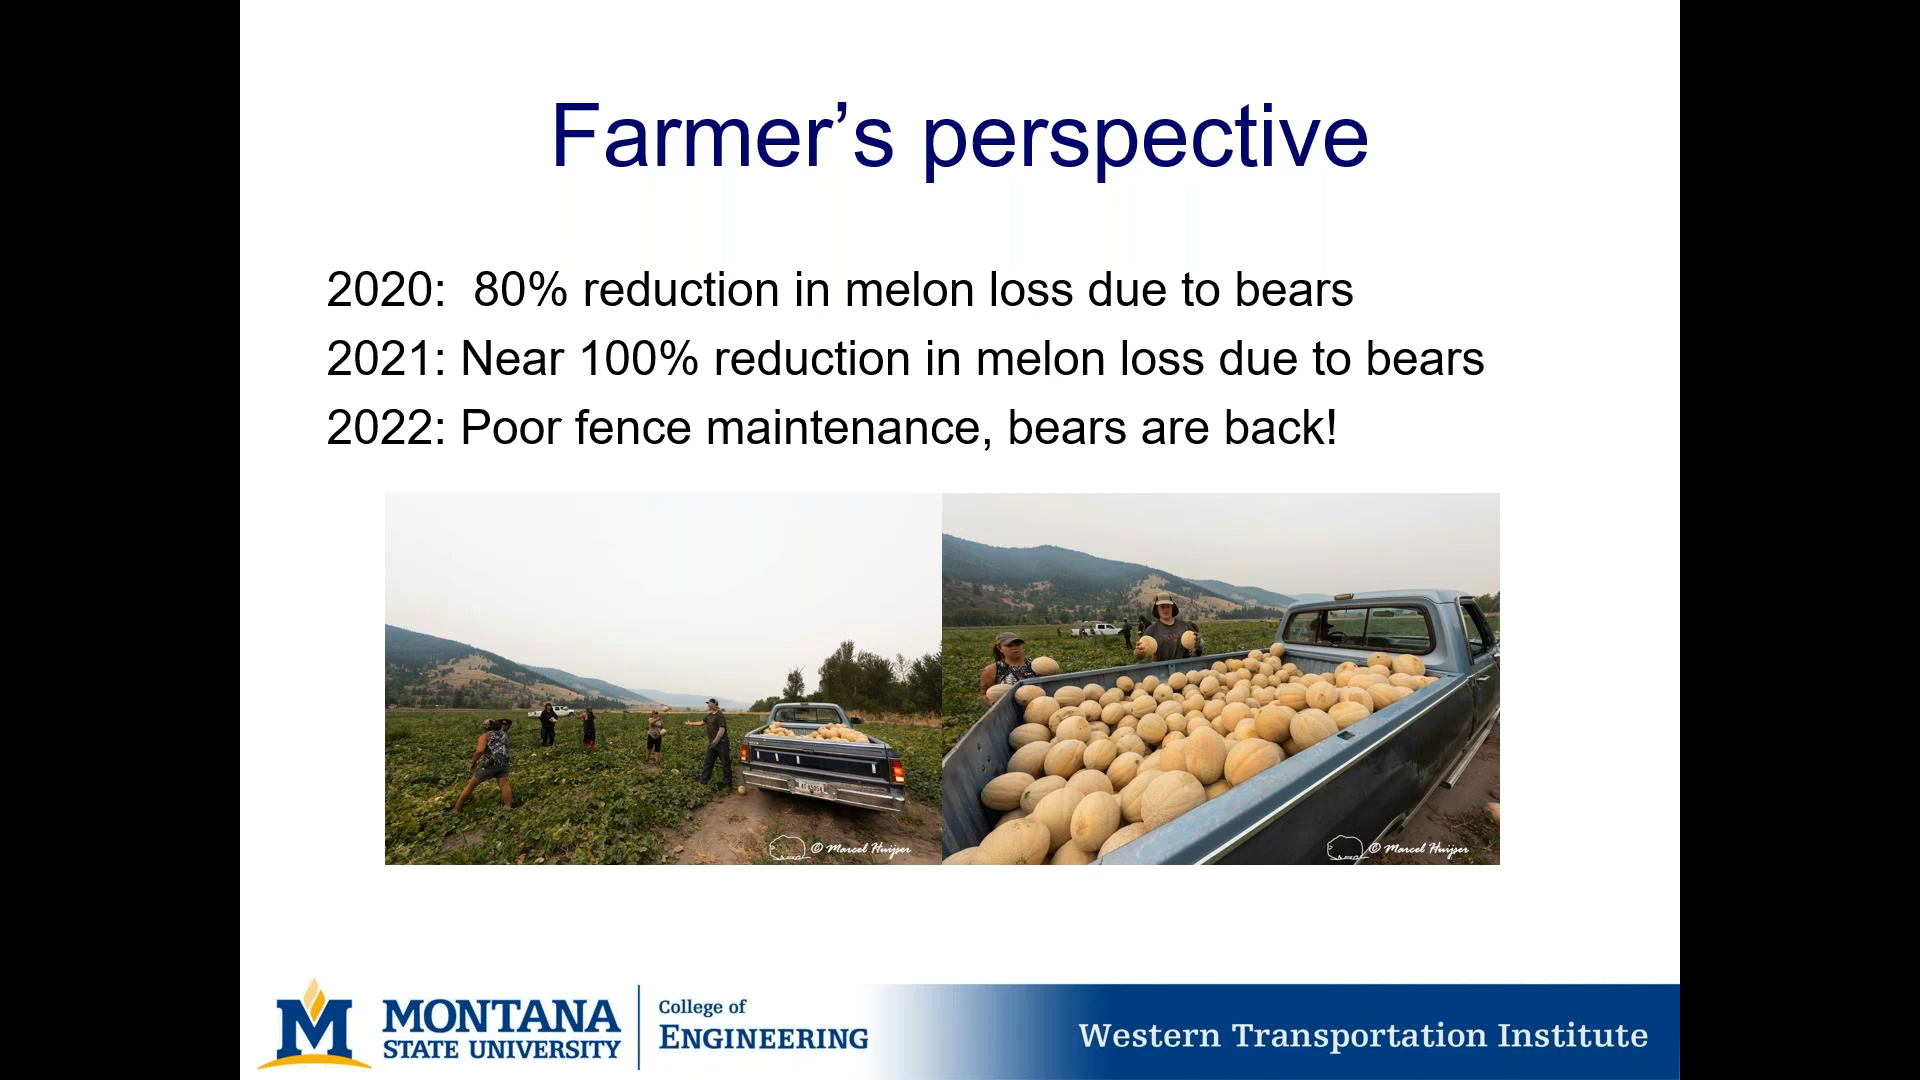 Farmer’s perspective
2020:  80% reduction in melon loss due to bears
2021: Near 100% reduction in melon loss due to bears
2022: Poor fence maintenance, bears are back!
© Marcel Huijser
© Marcel Huijser
M
MONTANA
STATE UNIVERSITY
College of
ENGINEERING
Western Transportation Institute